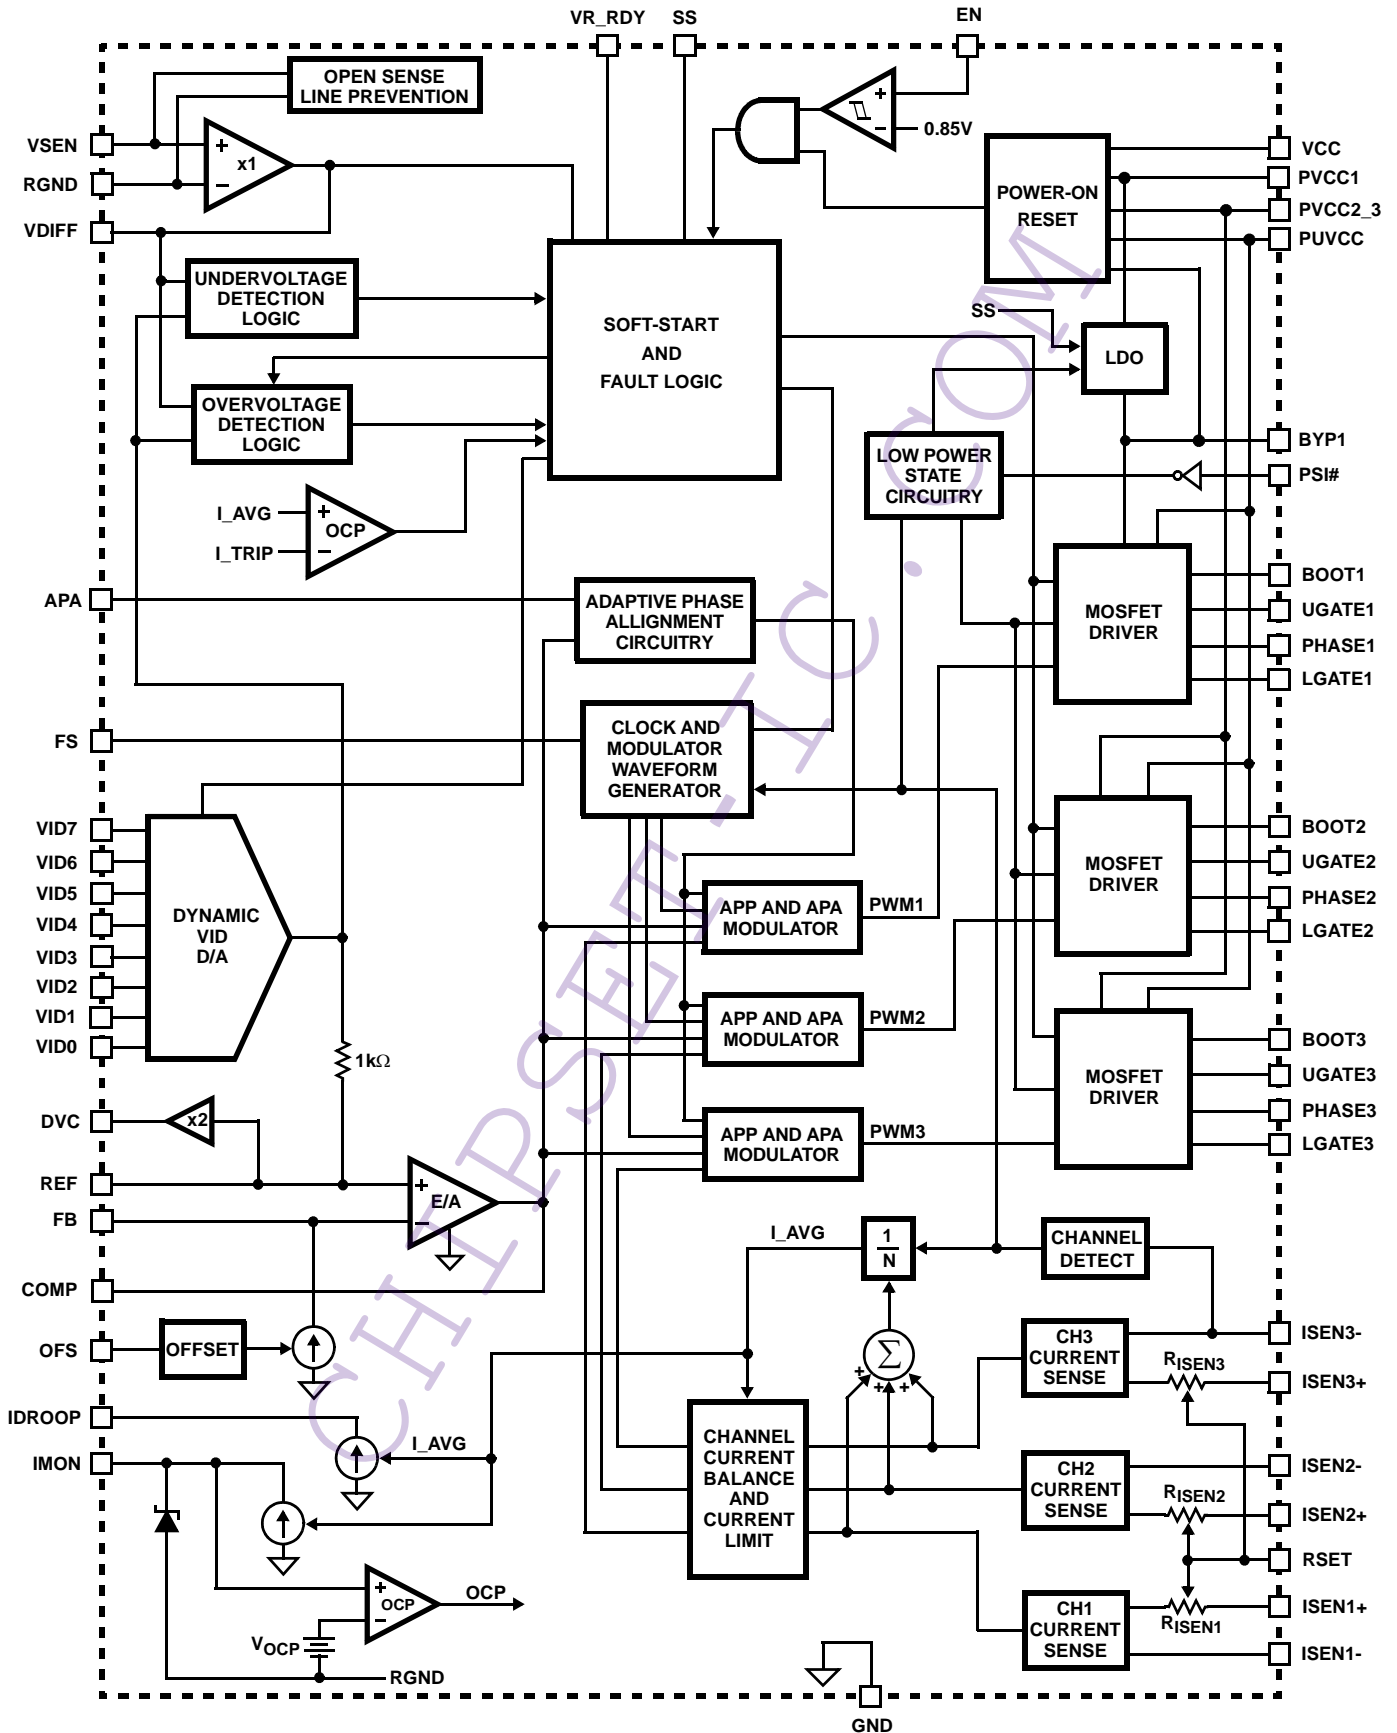 VR_RDY
SS
EN
OPEN SENSE
LINE PREVENTION
+
−
0.85V
VSEN
RGND
VDIFF
+
x1
−
POWER-ON
RESET
VCC
PVCC1
PVCC2_3
PUVCC
UNDERVOLTAGE
DETECTION
LOGIC
SOFT-START
AND
FAULT LOGIC
SS
LDO
OVERVOLTAGE
DETECTION
LOGIC
LOW POWER
STATE
CIRCUITRY
BYP1
PSI#
I_AVG
+
OCP
I_TRIP
−
APA
ADAPTIVE PHASE
ALLIGNMENT
CIRCUITRY
MOSFET
DRIVER
BOOT1
UGATE1
PHASE1
LGATE1
FS
CLOCK AND
MODULATOR
WAVEFORM
GENERATOR
VID7
VID6
VID5
VID4
VID3
VID2
VID1
VID0
DYNAMIC
VID
D/A
MOSFET
DRIVER
BOOT2
UGATE2
PHASE2
LGATE2
APP AND APA
MODULATOR
PWM1
APP AND APA
MODULATOR
PWM2
1kΩ
MOSFET
DRIVER
BOOT3
UGATE3
PHASE3
LGATE3
DVC
x2
APP AND APA
MODULATOR
PWM3
REF
FB
+
E/A
−
COMP
I_AVG
1
N
CHANNEL
DETECT
OFS
OFFSET
Σ
+
+
+
CH3
CURRENT
SENSE
RISEN3
ISEN3-
ISEN3+
IDROOP
I_AVG
IMON
CHANNEL
CURRENT
BALANCE
AND
CURRENT
LIMIT
CH2
CURRENT
SENSE
RISEN2
ISEN2-
ISEN2+
RSET
+
OCP
−
OCP
VOCP
RGND
CH1
CURRENT
SENSE
RISEN1
ISEN1+
ISEN1-
GND
CHIPSET-IC.COM